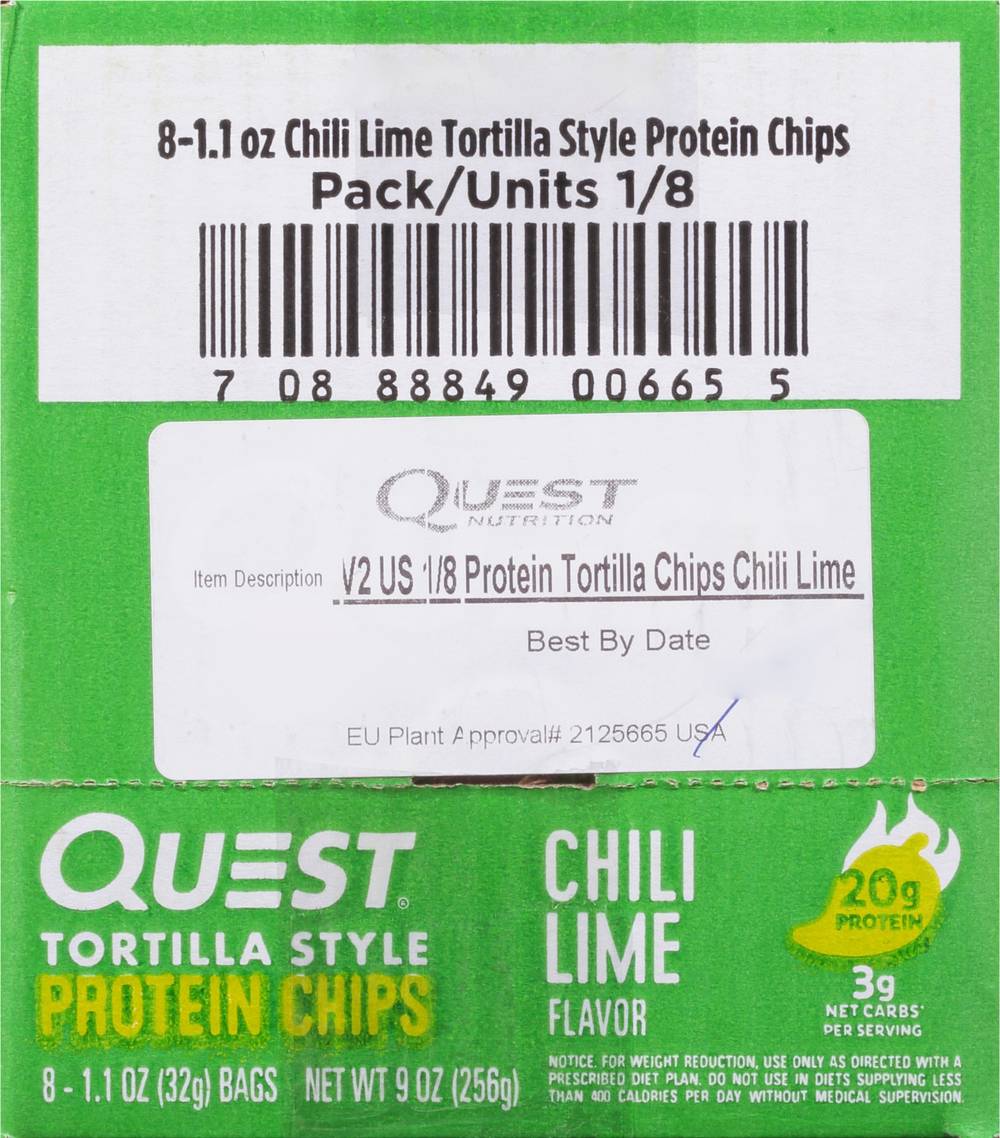 8-1.1 oz Chili Lime Tortilla Style Protein Chips
Pack/Units 1/8
7 08 88849 00665 5
QUEST
NUTRITION
Item Description V2 US 1/8 Protein Tortilla Chips Chili Lime
Best By Date
EU Plant Approval# 2125665 USA
QUEST®
TORTILLA STYLE
PROTEIN CHIPS
8 - 1.1 OZ (32g) BAGS NET WT 9 OZ (256g)
CHILI
LIME
FLAVOR
20g
PROTEIN
3g
NET CARBS*
PER SERVING
NOTICE. FOR WEIGHT REDUCTION, USE ONLY AS DIRECTED WITH A
PRESCRIBED DIET PLAN. DO NOT USE IN DIETS SUPPLYING LESS
THAN 400 CALORIES PER DAY WITHOUT MEDICAL SUPERVISION.